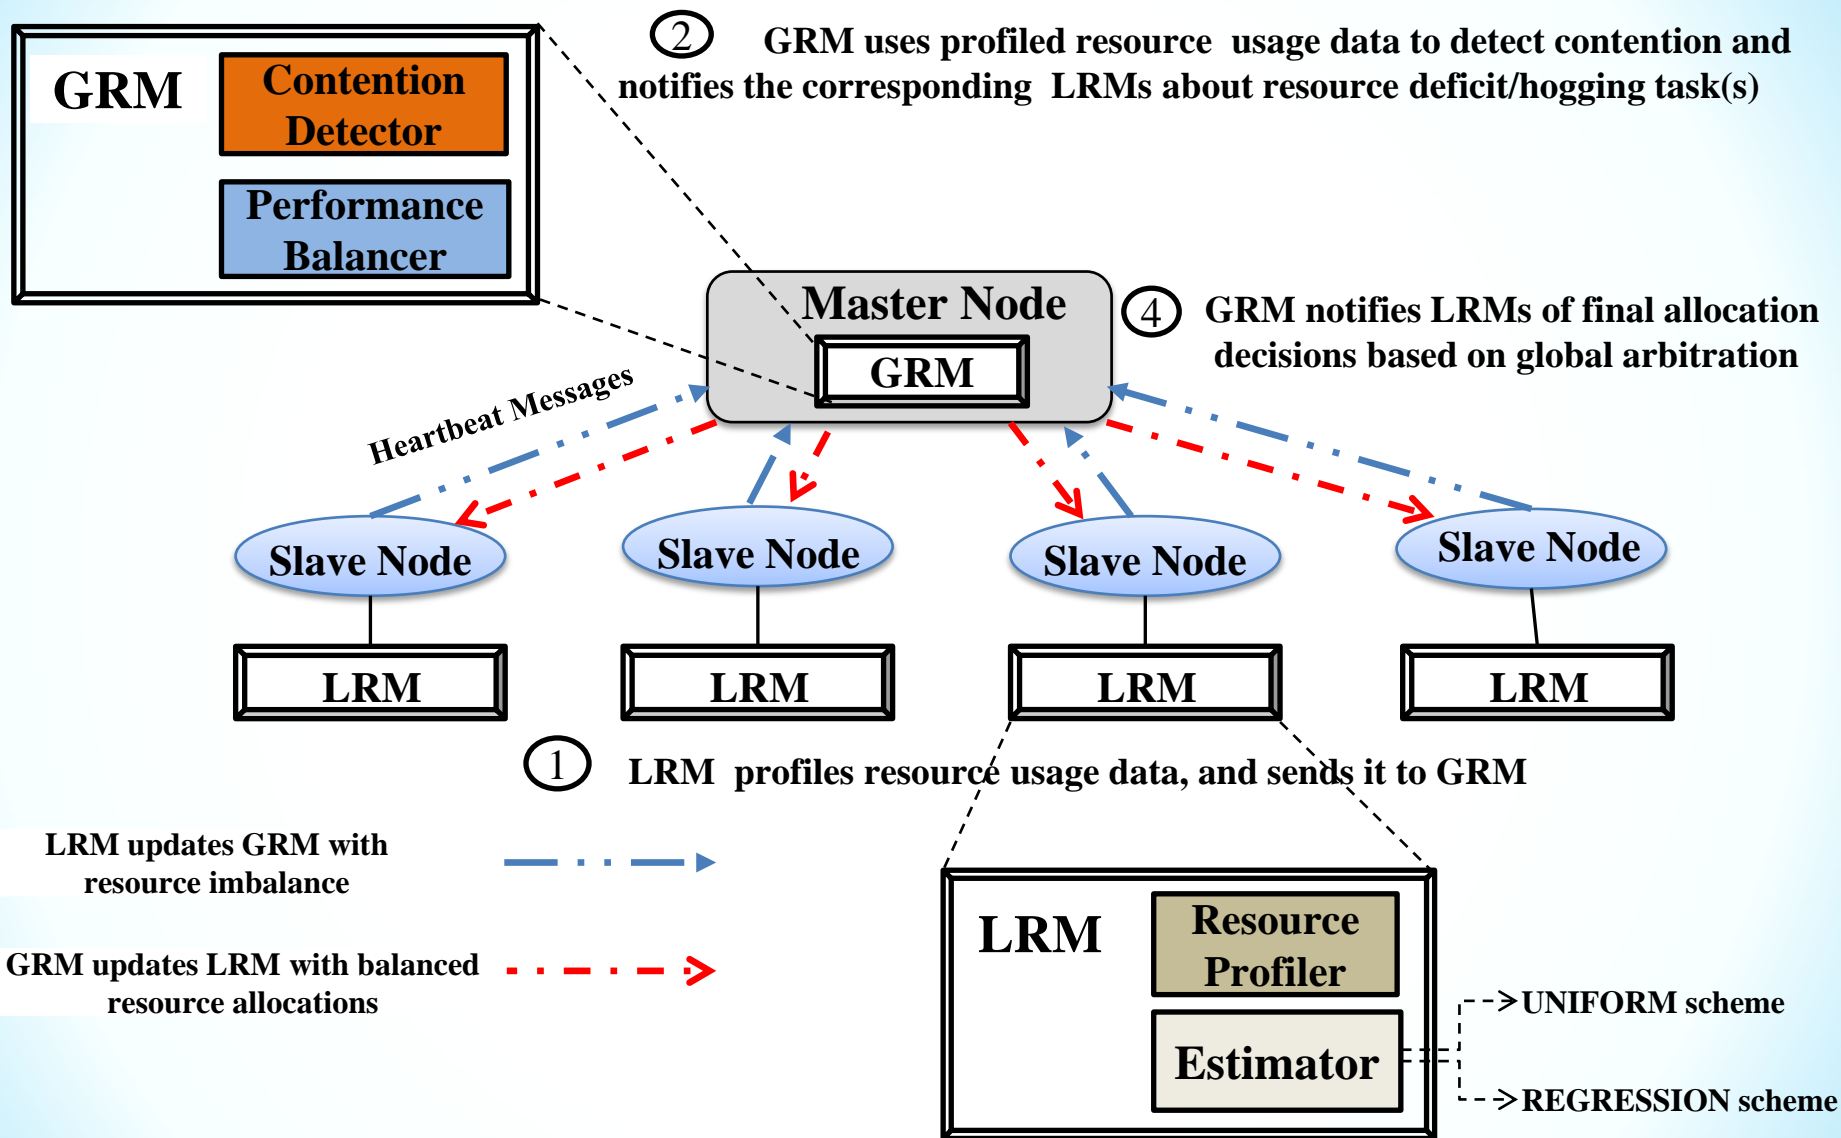 2 GRM uses profiled resource usage data to detect contention and
notifies the corresponding LRMs about resource deficit/hogging task(s)
GRM
Contention
Detector
Performance
Balancer
Master Node
GRM
4 GRM notifies LRMs of final allocation
decisions based on global arbitration
Heartbeat Messages
Slave Node
Slave Node
Slave Node
Slave Node
LRM
LRM
LRM
LRM
1 LRM profiles resource usage data, and sends it to GRM
LRM updates GRM with
resource imbalance
GRM updates LRM with balanced
resource allocations
LRM
Resource
Profiler
Estimator
UNIFORM scheme
REGRESSION scheme